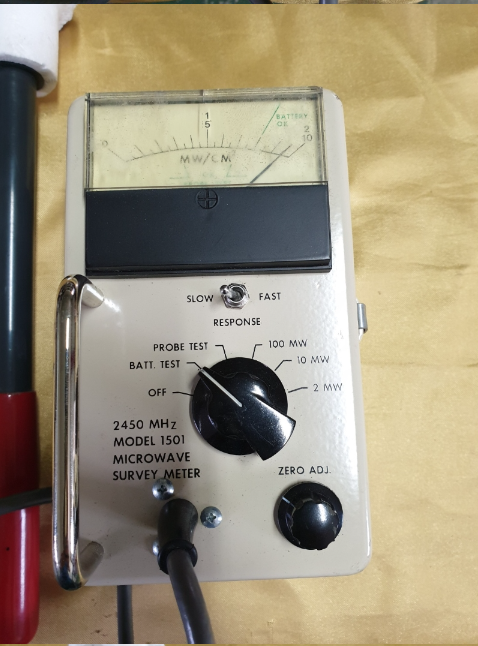 1
5
BATTERY
OK
0
2
10
MW/CM
SLOW
FAST
RESPONSE
PROBE TEST
100 MW
BATT. TEST
10 MW
OFF
2 MW
2450 MHz
MODEL 1501
MICROWAVE
SURVEY METER
ZERO ADJ.